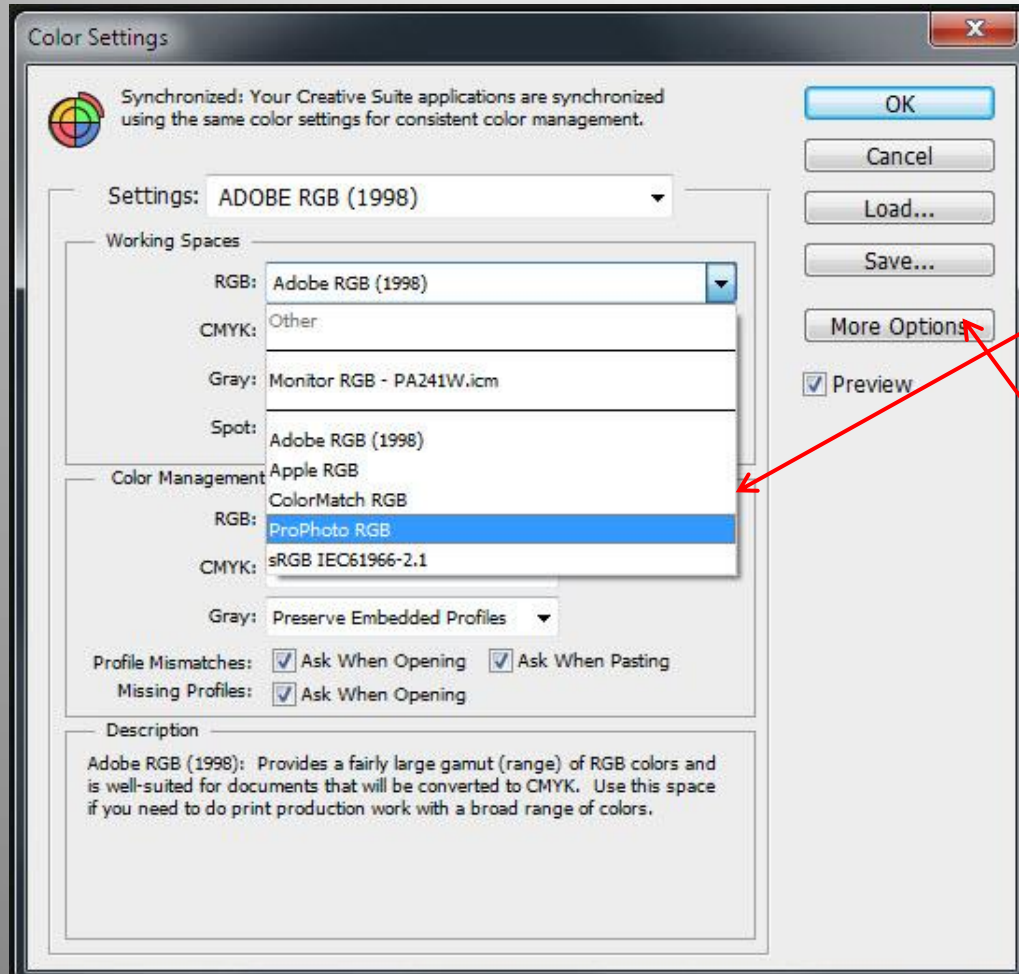 Color Settings
Synchronized: Your Creative Suite applications are synchronized
using the same color settings for consistent color management.
OK
Cancel
Load...
Save...
More Options
Preview
Settings: ADOBE RGB (1998)
Working Spaces
RGB: Adobe RGB (1998)
CMYK:
Gray:
Spot:
Other
Monitor RGB - PA241W.icm
Adobe RGB (1998)
Apple RGB
ColorMatch RGB
ProPhoto RGB
sRGB IEC61966-2.1
Color Management
RGB:
CMYK:
Gray: Preserve Embedded Profiles
Profile Mismatches: Ask When Opening Ask When Pasting
Missing Profiles: Ask When Opening
Description
Adobe RGB (1998): Provides a fairly large gamut (range) of RGB colors and
is well-suited for documents that will be converted to CMYK. Use this space
if you need to do print production work with a broad range of colors.